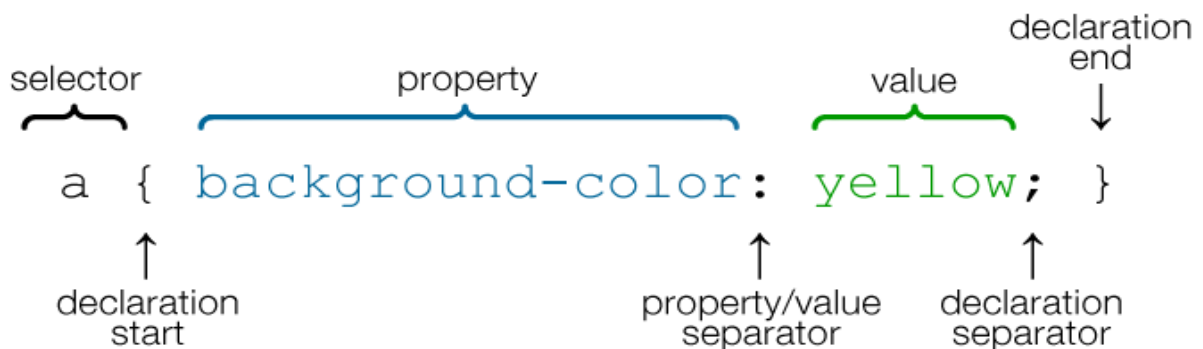 declaration
end
selector
property
value
a { background-color: yellow; }
declaration
start
property/value
separator
declaration
separator